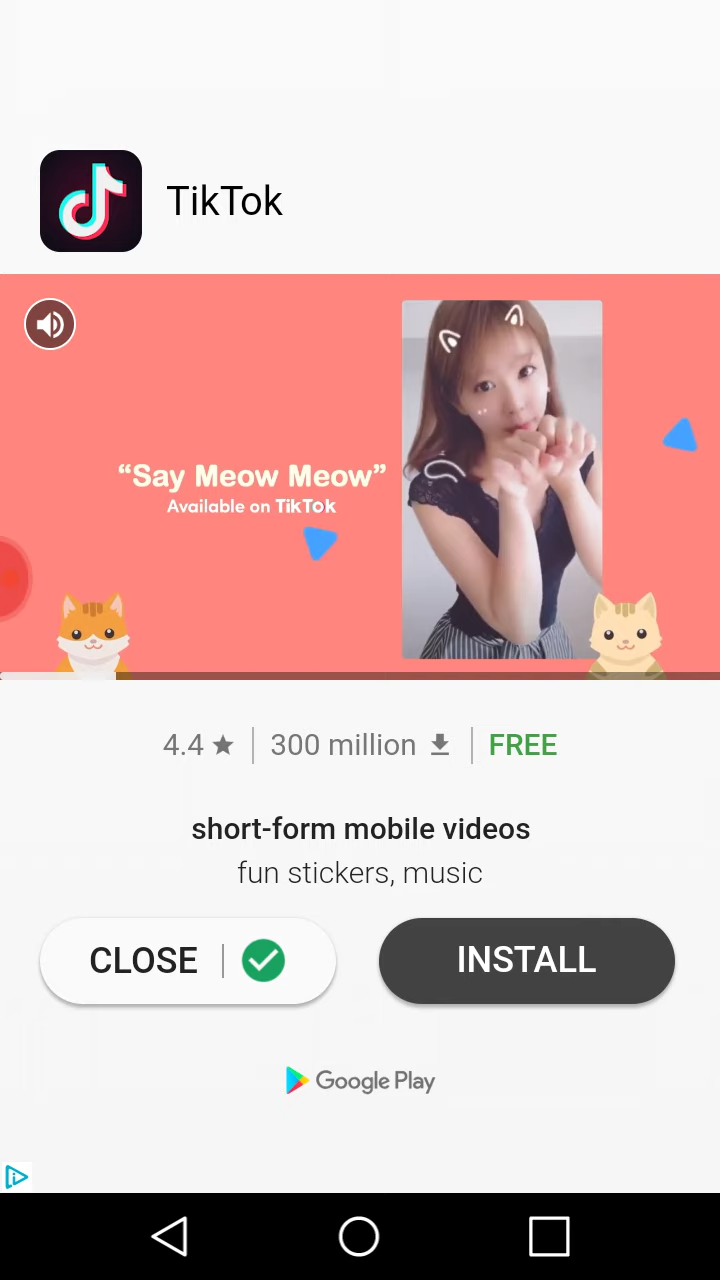 TikTok
“Say Meow Meow”
Available on TikTok
4.4 ★ | 300 million | FREE
short-form mobile videos
fun stickers, music
CLOSE
INSTALL
Google Play